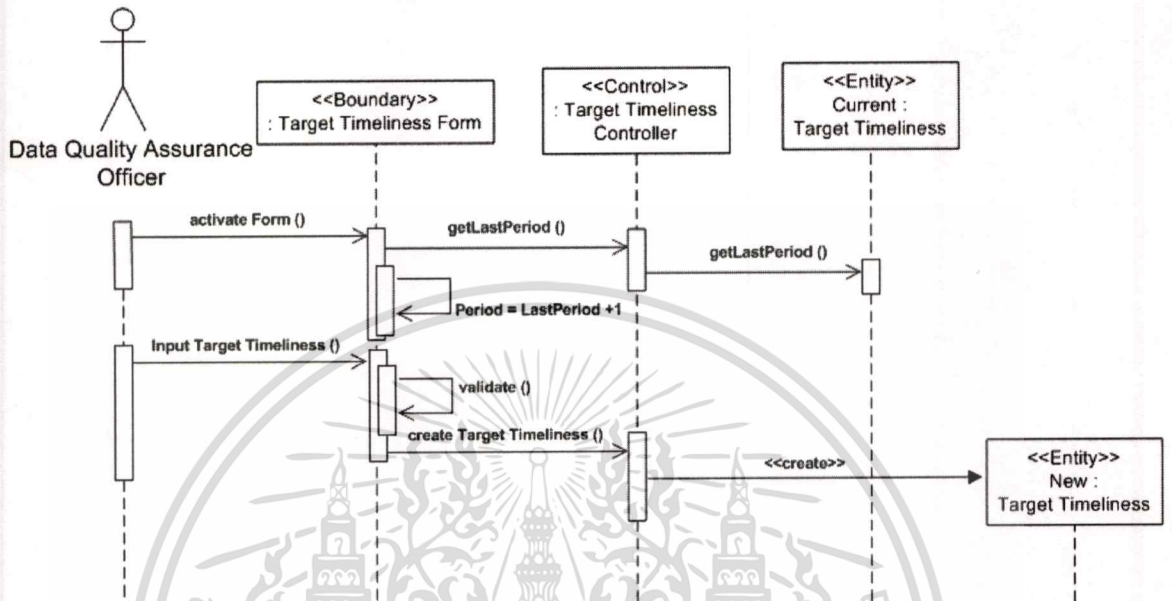 Data Quality Assurance
Officer
<<Boundary>>
: Target Timeliness Form
<<Control>>
: Target Timeliness
Controller
<<Entity>>
Current :
Target Timeliness
activate Form ()
getLastPeriod ()
getLastPeriod ()
Period = LastPeriod +1
Input Target Timeliness ()
validate ()
create Target Timeliness ()
<<create>>
<<Entity>>
New :
Target Timeliness